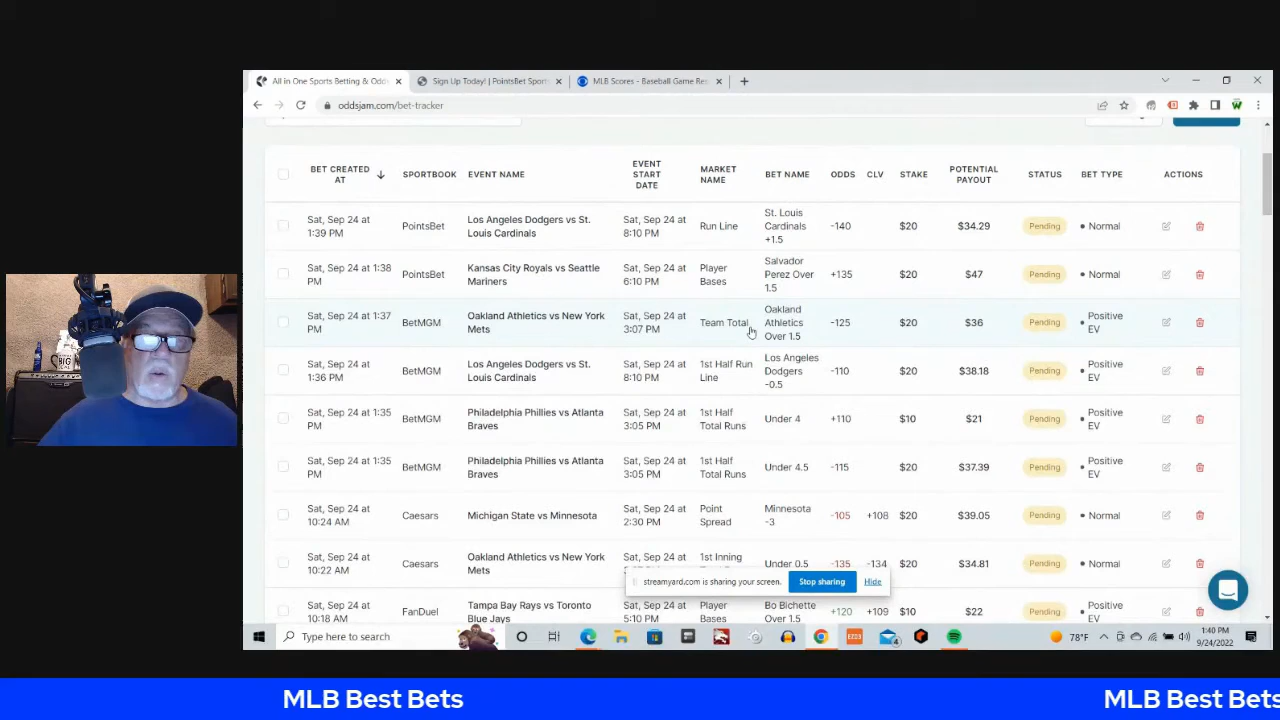 All in One Sports Betting & Odds
Sign Up Today! | PointsBet Sports
MLB Scores - Baseball Game Res
oddsjam.com/bet-tracker
BET CREATED AT SPORTBOOK EVENT NAME EVENT START DATE MARKET NAME BET NAME ODDS CLV STAKE POTENTIAL PAYOUT STATUS BET TYPE ACTIONS
Sat, Sep 24 at 1:39 PM PointsBet Los Angeles Dodgers vs St. Louis Cardinals Sat, Sep 24 at 8:10 PM Run Line St. Louis Cardinals +1.5 -140 $20 $34.29 Pending • Normal
Sat, Sep 24 at 1:38 PM PointsBet Kansas City Royals vs Seattle Mariners Sat, Sep 24 at 6:10 PM Player Bases Salvador Perez Over 1.5 +135 $20 $47 Pending • Normal
Sat, Sep 24 at 1:37 PM BetMGM Oakland Athletics vs New York Mets Sat, Sep 24 at 3:07 PM Team Total Oakland Athletics Over 1.5 -125 $20 $36 Pending • Positive EV
Sat, Sep 24 at 1:36 PM BetMGM Los Angeles Dodgers vs St. Louis Cardinals Sat, Sep 24 at 8:10 PM 1st Half Run Line Los Angeles Dodgers -0.5 -110 $20 $38.18 Pending • Positive EV
Sat, Sep 24 at 1:35 PM BetMGM Philadelphia Phillies vs Atlanta Braves Sat, Sep 24 at 3:05 PM 1st Half Total Runs Under 4 +110 $10 $21 Pending • Positive EV
Sat, Sep 24 at 1:35 PM BetMGM Philadelphia Phillies vs Atlanta Braves Sat, Sep 24 at 3:05 PM 1st Half Total Runs Under 4.5 -115 $20 $37.39 Pending • Positive EV
Sat, Sep 24 at 10:24 AM Caesars Michigan State vs Minnesota Sat, Sep 24 at 2:30 PM Point Spread Minnesota -3 -105 +108 $20 $39.05 Pending • Normal
Sat, Sep 24 at 10:22 AM Caesars Oakland Athletics vs New York Mets Sat, Sep 24 at 1st Inning Under 0.5 -135 -134 $20 $34.81 Pending • Normal
Sat, Sep 24 at 10:18 AM FanDuel Tampa Bay Rays vs Toronto Blue Jays Sat, Sep 24 at 5:10 PM Player Bases Bo Bichette Over 1.5 +120 +109 $10 $22 Pending • Positive EV
streamyard.com is sharing your screen. Stop sharing Hide
Type here to search
78°F
1:40 PM
9/24/2022
MLB Best Bets MLB Best Bets